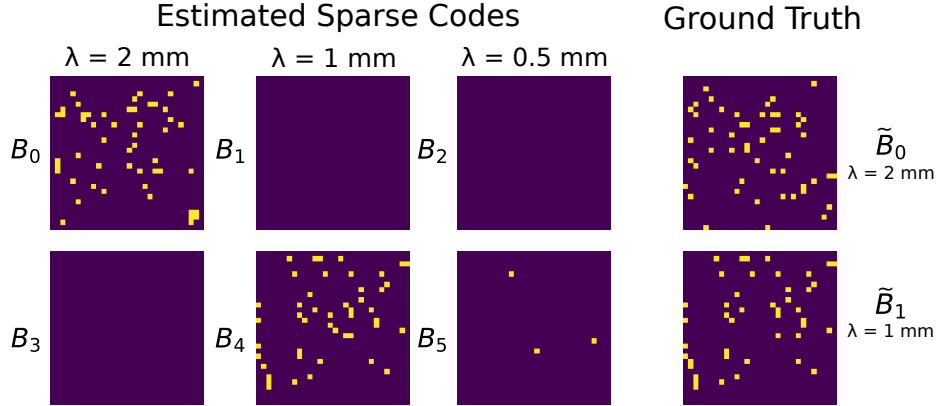 Estimated Sparse Codes
Ground Truth
λ = 2 mm
λ = 1 mm
λ = 0.5 mm
B₀
B₁
B₂
B̃₀
λ = 2 mm
B₃
B₄
B₅
B̃₁
λ = 1 mm